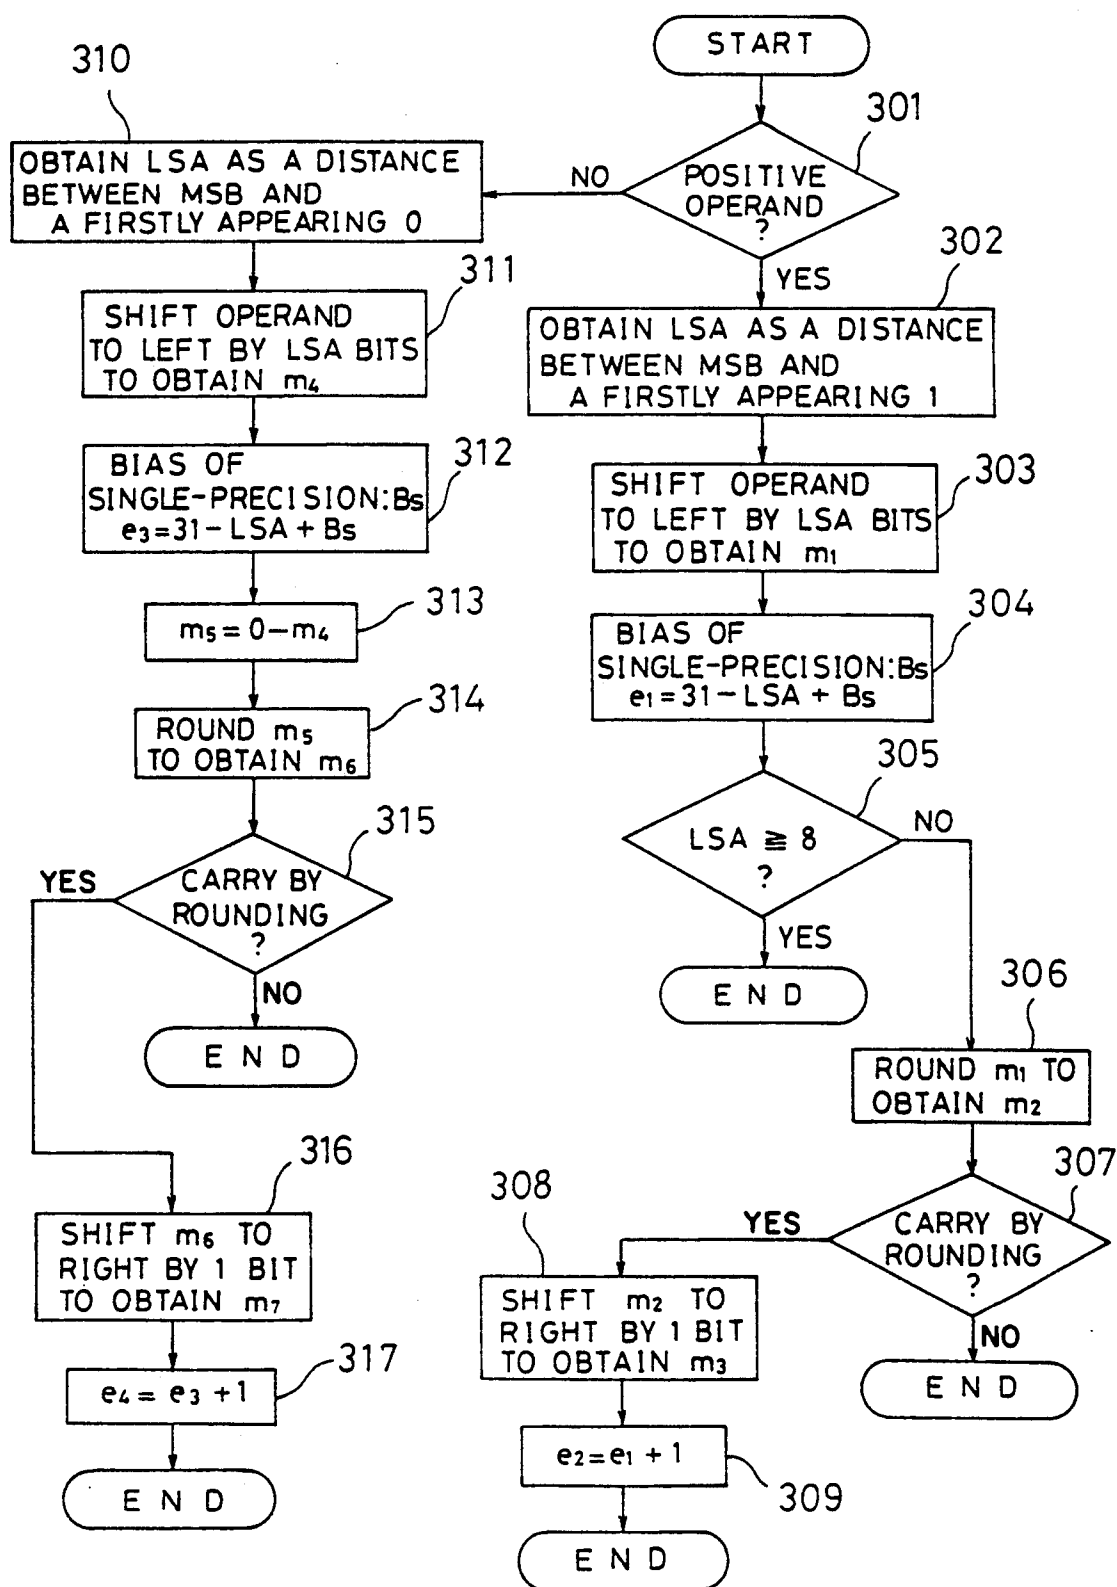 START
301
POSITIVE
OPERAND
?
NO
YES
310
OBTAIN LSA AS A DISTANCE
BETWEEN MSB AND
A FIRSTLY APPEARING 0
311
SHIFT OPERAND
TO LEFT BY LSA BITS
TO OBTAIN m₄
312
BIAS OF
SINGLE-PRECISION:Bs
e₃=31-LSA+Bs
313
m₅=0-m₄
314
ROUND m₅
TO OBTAIN m₆
315
CARRY BY
ROUNDING
?
YES
NO
END
316
SHIFT m₆ TO
RIGHT BY 1 BIT
TO OBTAIN m₇
317
e₄=e₃+1
END
302
OBTAIN LSA AS A DISTANCE
BETWEEN MSB AND
A FIRSTLY APPEARING 1
303
SHIFT OPERAND
TO LEFT BY LSA BITS
TO OBTAIN m₁
304
BIAS OF
SINGLE-PRECISION:Bs
e₁=31-LSA+Bs
305
LSA ≧ 8
?
NO
YES
END
306
ROUND m₁ TO
OBTAIN m₂
307
CARRY BY
ROUNDING
?
YES
NO
END
308
SHIFT m₂ TO
RIGHT BY 1 BIT
TO OBTAIN m₃
309
e₂=e₁+1
END